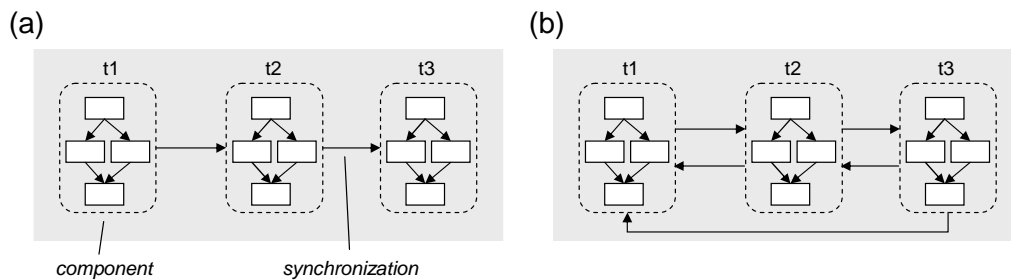 (a)
t1 t2 t3
component synchronization
(b)
t1 t2 t3